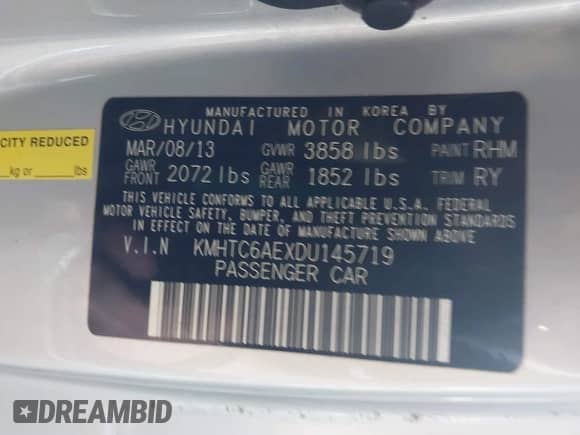 CITY REDUCED
kg or ______ lbs
MANUFACTURED IN KOREA BY
HYUNDAI MOTOR COMPANY
MAR/08/13 GVWR 3858 lbs PAINT RHM
GAWR FRONT 2072 lbs GAWR REAR 1852 lbs TRIM RY
THIS VEHICLE CONFORMS TO ALL APPLICABLE U.S.A. FEDERAL
MOTOR VEHICLE SAFETY, BUMPER, AND THEFT PREVENTION STANDARDS
IN EFFECT ON THE DATE OF MANUFACTURE SHOWN ABOVE
V.I.N KMHTC6AEXDU145719
PASSENGER CAR
DREAMBID